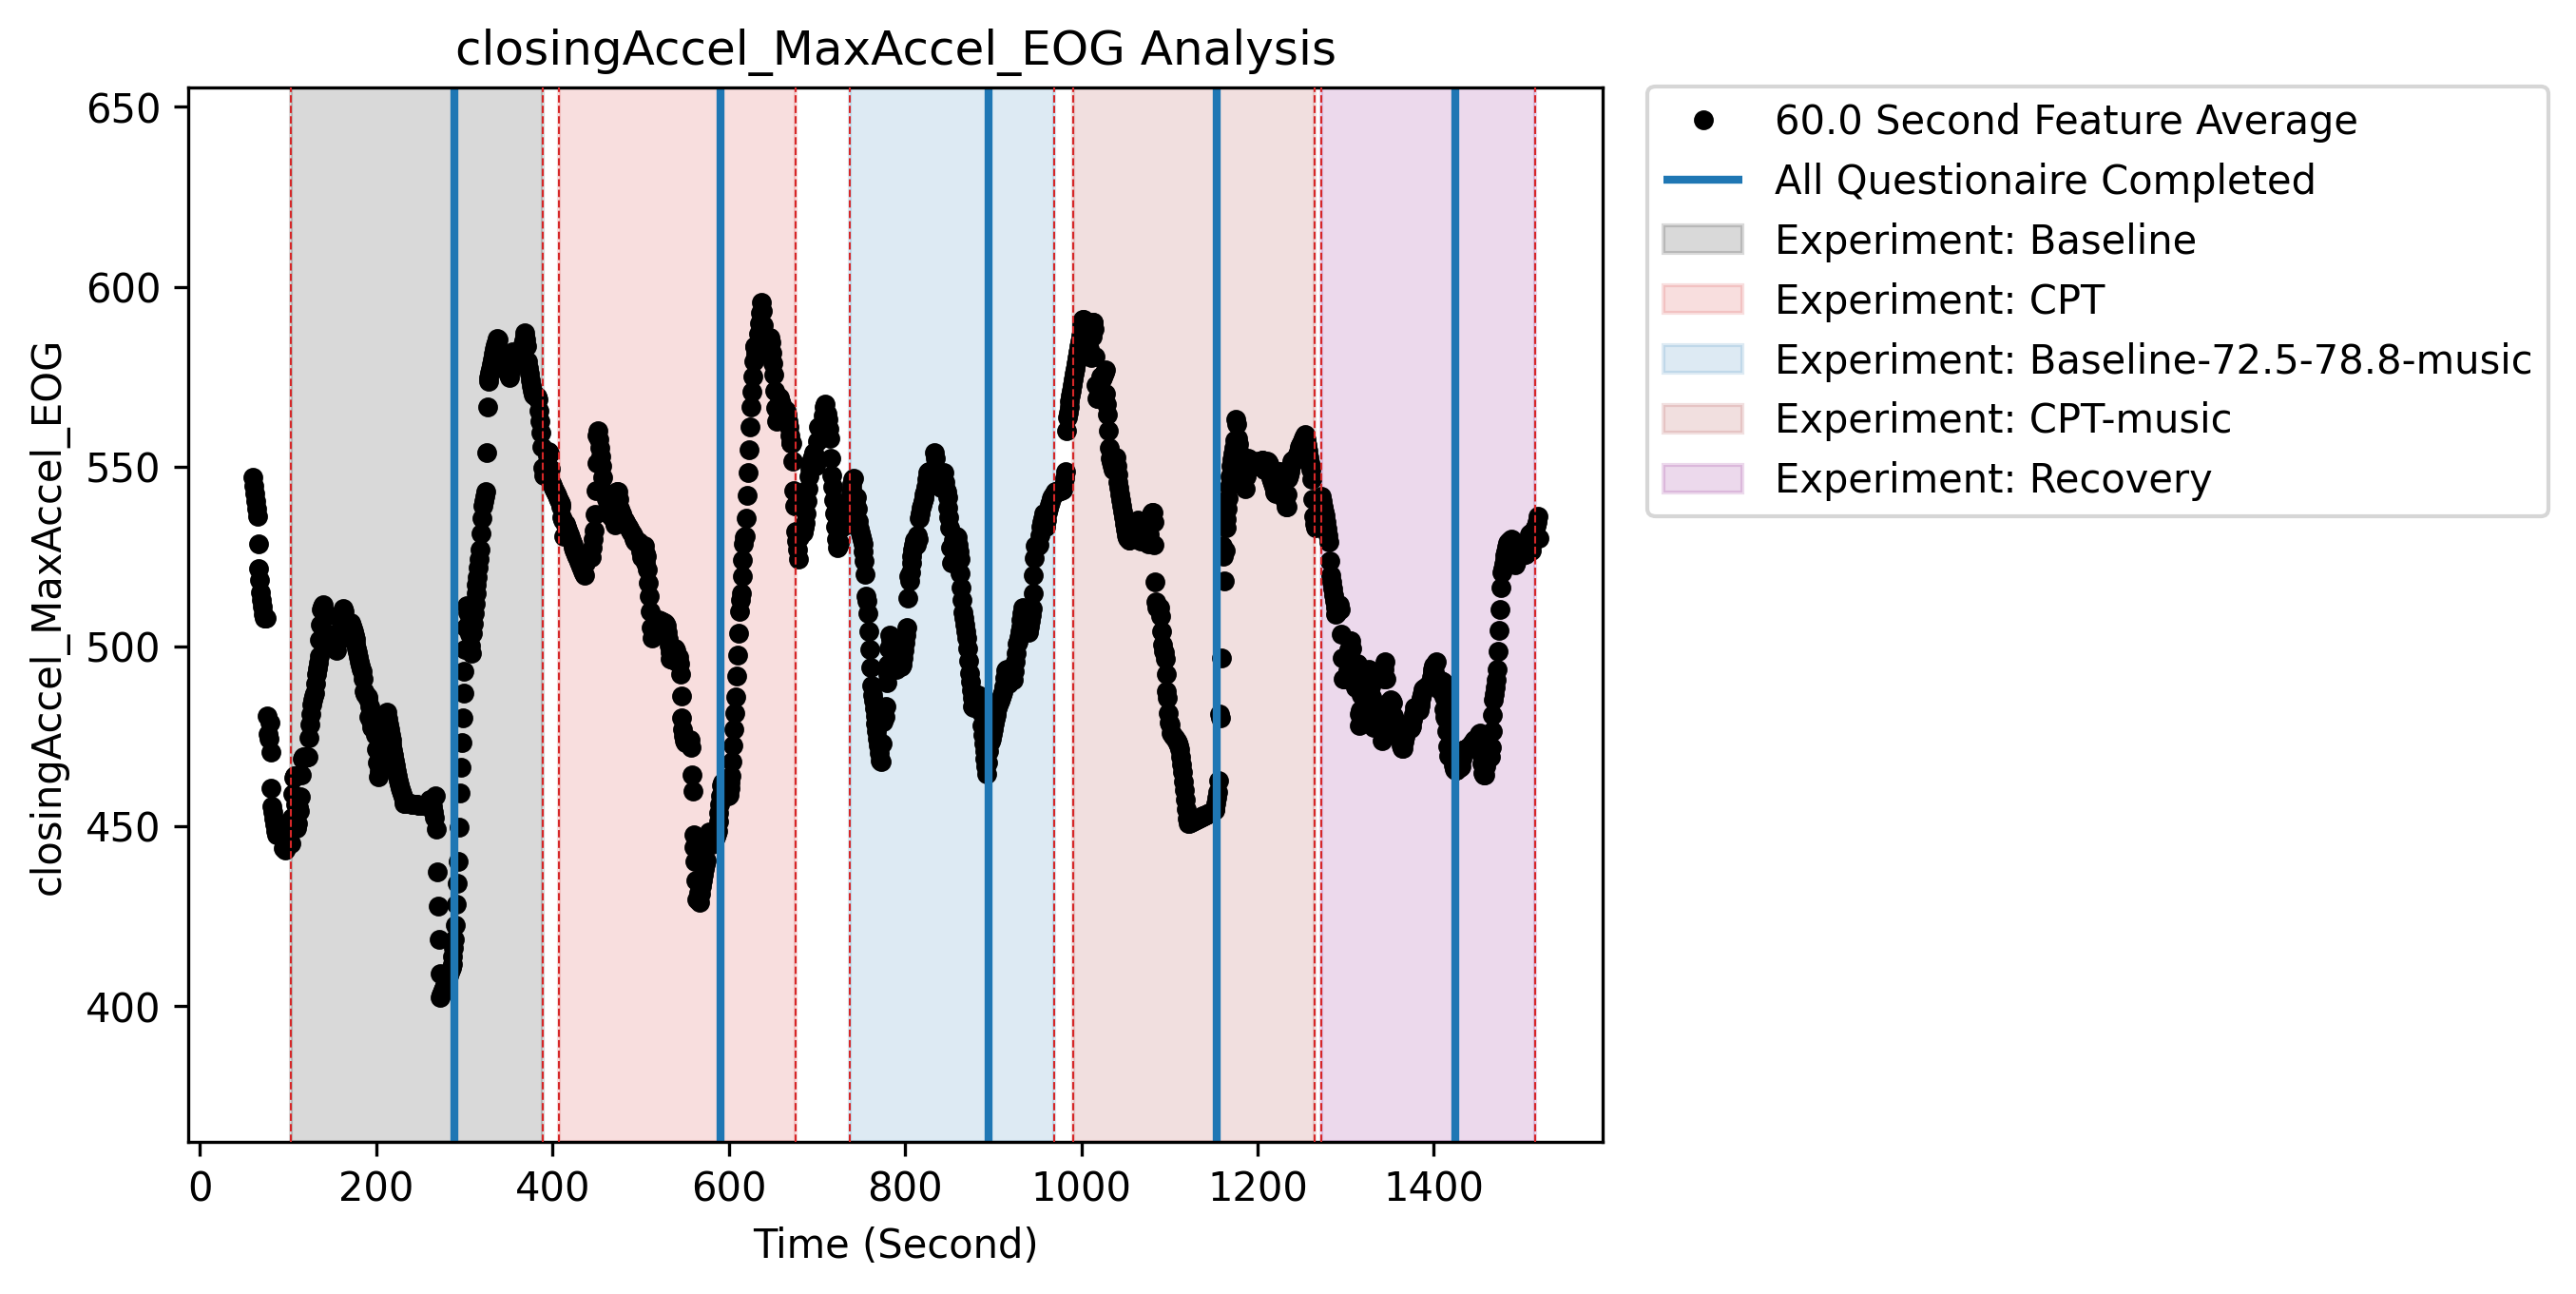 closingAccel_MaxAccel_EOG Analysis
closingAccel_MaxAccel_EOG
650
600
550
500
450
400
0 200 400 600 800 1000 1200 1400
Time (Second)
60.0 Second Feature Average
All Questionaire Completed
Experiment: Baseline
Experiment: CPT
Experiment: Baseline-72.5-78.8-music
Experiment: CPT-music
Experiment: Recovery